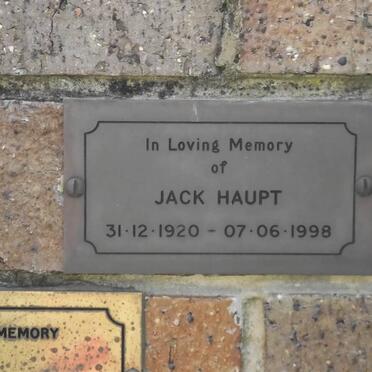 In Loving Memory
of
JACK HAUPT
31·12·1920 - 07·06·1998
MEMORY